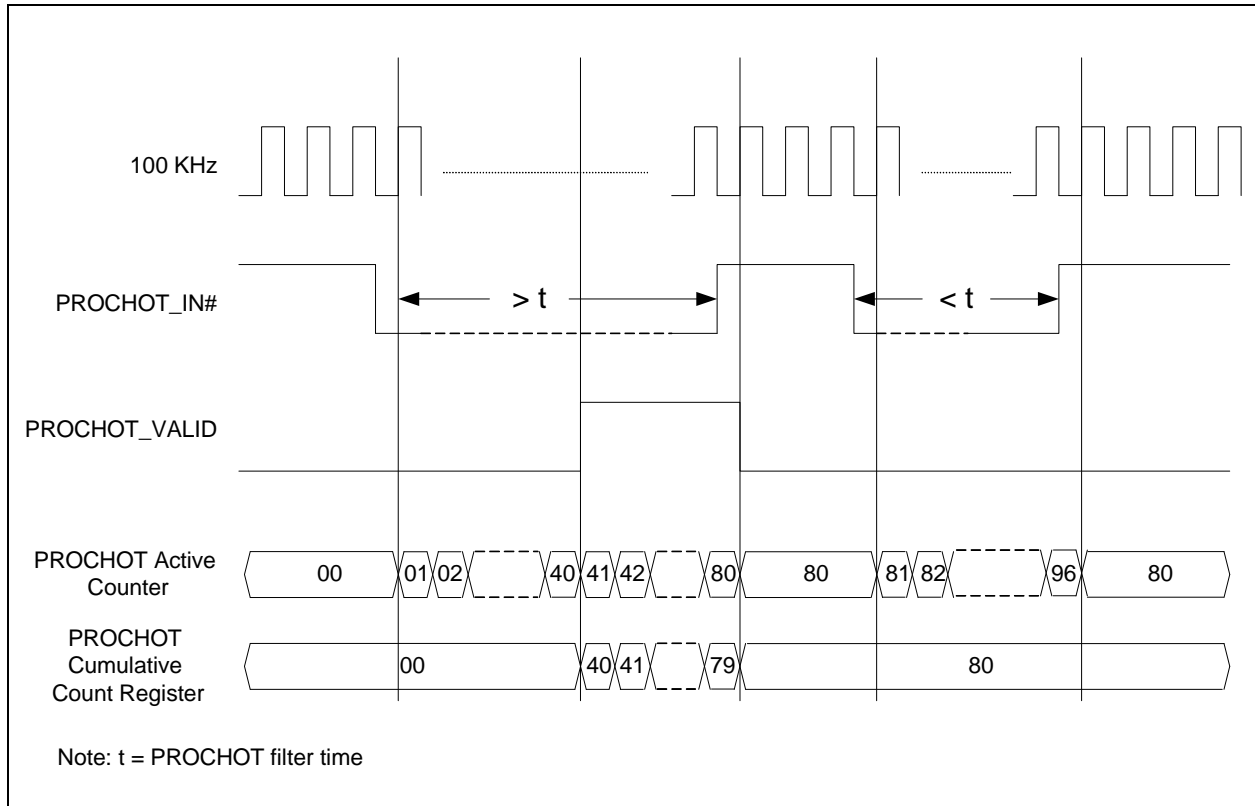 100 KHz
PROCHOT_IN#
> t
< t
PROCHOT_VALID
PROCHOT Active
Counter
00 01 02 40 41 42 80 80 81 82 96 80
PROCHOT
Cumulative
Count Register
00 40 41 79 80
Note: t = PROCHOT filter time